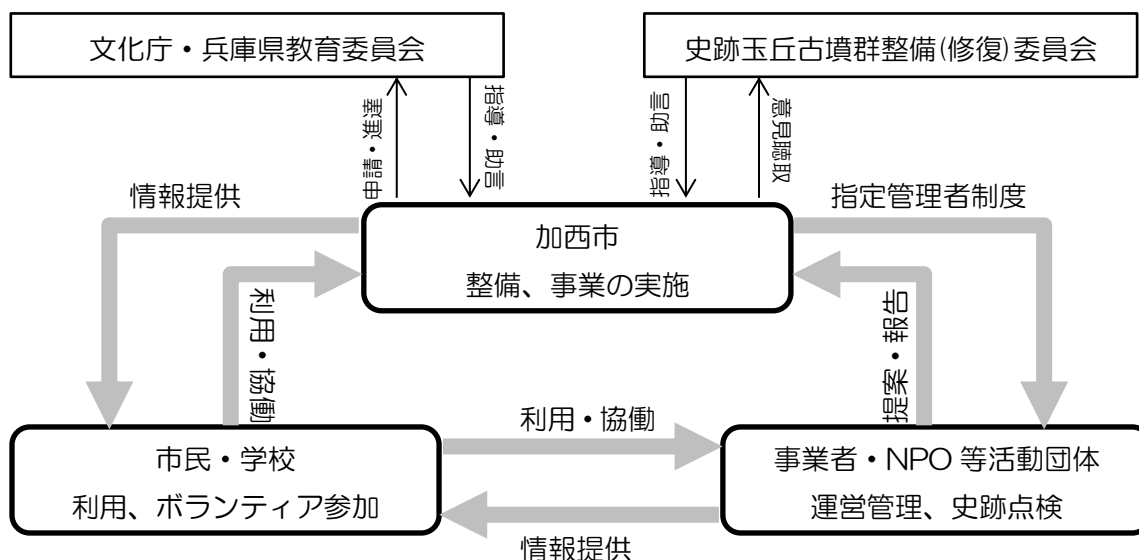 文化庁・兵庫県教育委員会
史跡玉丘古墳群整備(修復)委員会
申請・進達
指導・助言
指導・助言
意見聴取
情報提供
指定管理者制度
加西市
整備、事業の実施
利用・協働
提案・報告
利用・協働
市民・学校
利用、ボランティア参加
事業者・NPO 等活動団体
運営管理、史跡点検
情報提供